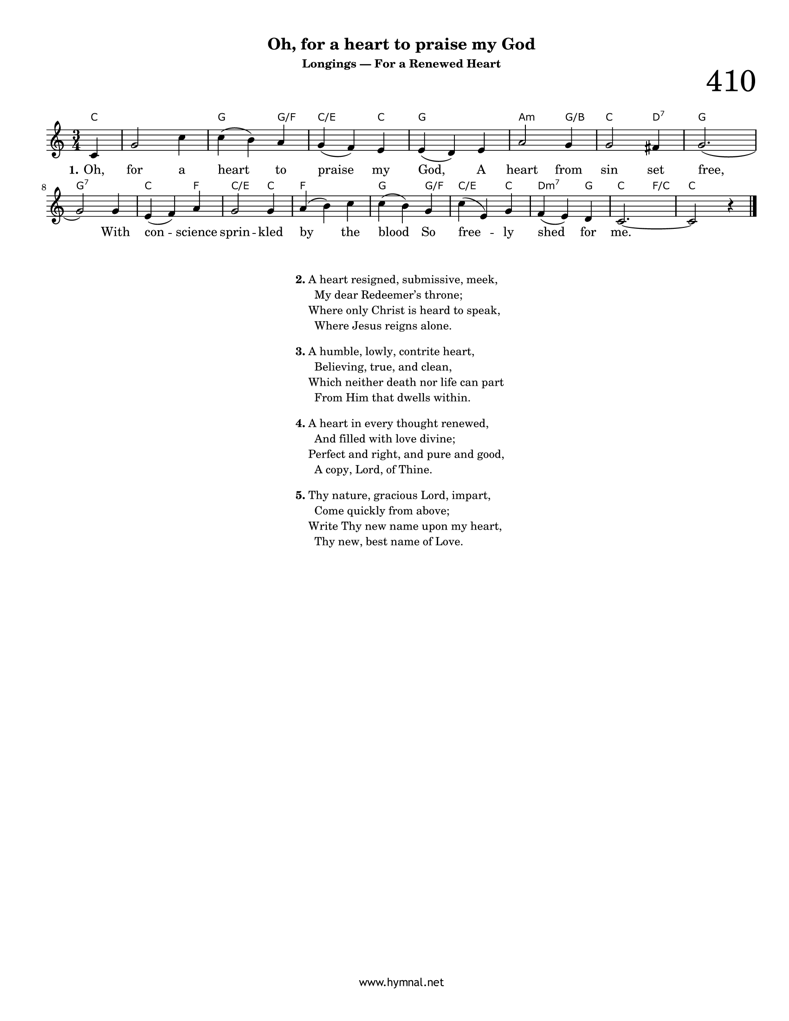 Oh, for a heart to praise my God
Longings — For a Renewed Heart
410
C G G/F C/E C G Am G/B C D7 G
3
4
1. Oh, for a heart to praise my God, A heart from sin set free,
8
G7 C F C/E C F G G/F C/E C Dm7 G C F/C C
With con - science sprin - kled by the blood So free - ly shed for me.
2. A heart resigned, submissive, meek,
My dear Redeemer's throne;
Where only Christ is heard to speak,
Where Jesus reigns alone.
3. A humble, lowly, contrite heart,
Believing, true, and clean,
Which neither death nor life can part
From Him that dwells within.
4. A heart in every thought renewed,
And filled with love divine;
Perfect and right, and pure and good,
A copy, Lord, of Thine.
5. Thy nature, gracious Lord, impart,
Come quickly from above;
Write Thy new name upon my heart,
Thy new, best name of Love.
www.hymnal.net